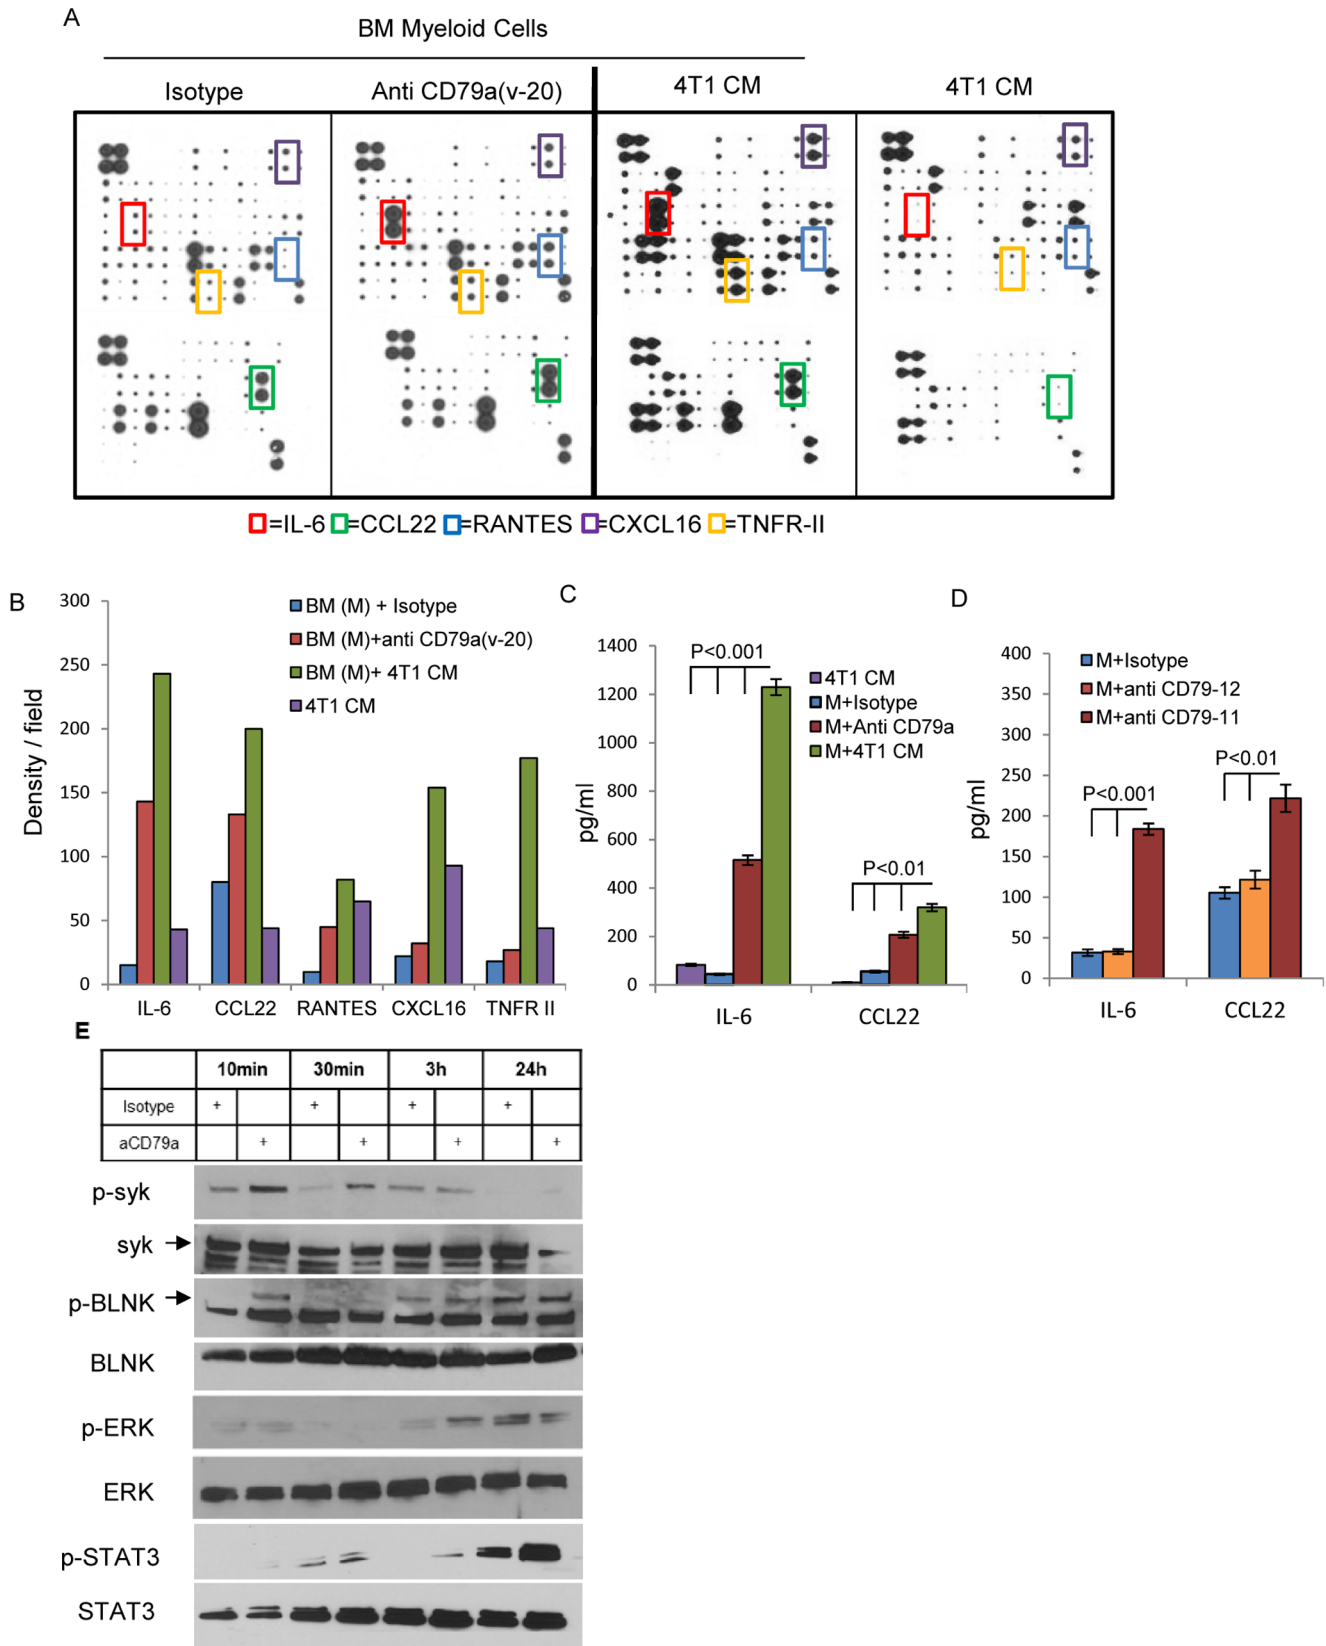 A
BM Myeloid Cells
Isotype
Anti CD79a(v-20)
4T1 CM
4T1 CM
=IL-6 =CCL22 =RANTES =CXCL16 =TNFR-II
B
Density / field
300
250
200
150
100
50
0
BM (M) + Isotype
BM (M)+anti CD79a(v-20)
BM (M)+ 4T1 CM
4T1 CM
IL-6 CCL22 RANTES CXCL16 TNFR II
C
pg/ml
1400
1200
1000
800
600
400
200
0
P<0.001
4T1 CM
M+Isotype
M+Anti CD79a
M+4T1 CM
P<0.01
IL-6 CCL22
D
pg/ml
400
350
300
250
200
150
100
50
0
M+Isotype
M+anti CD79-12
M+anti CD79-11
P<0.001
P<0.01
IL-6 CCL22
E
10min 30min 3h 24h
Isotype + + + +
aCD79a + + + +
p-syk
syk
p-BLNK
BLNK
p-ERK
ERK
p-STAT3
STAT3